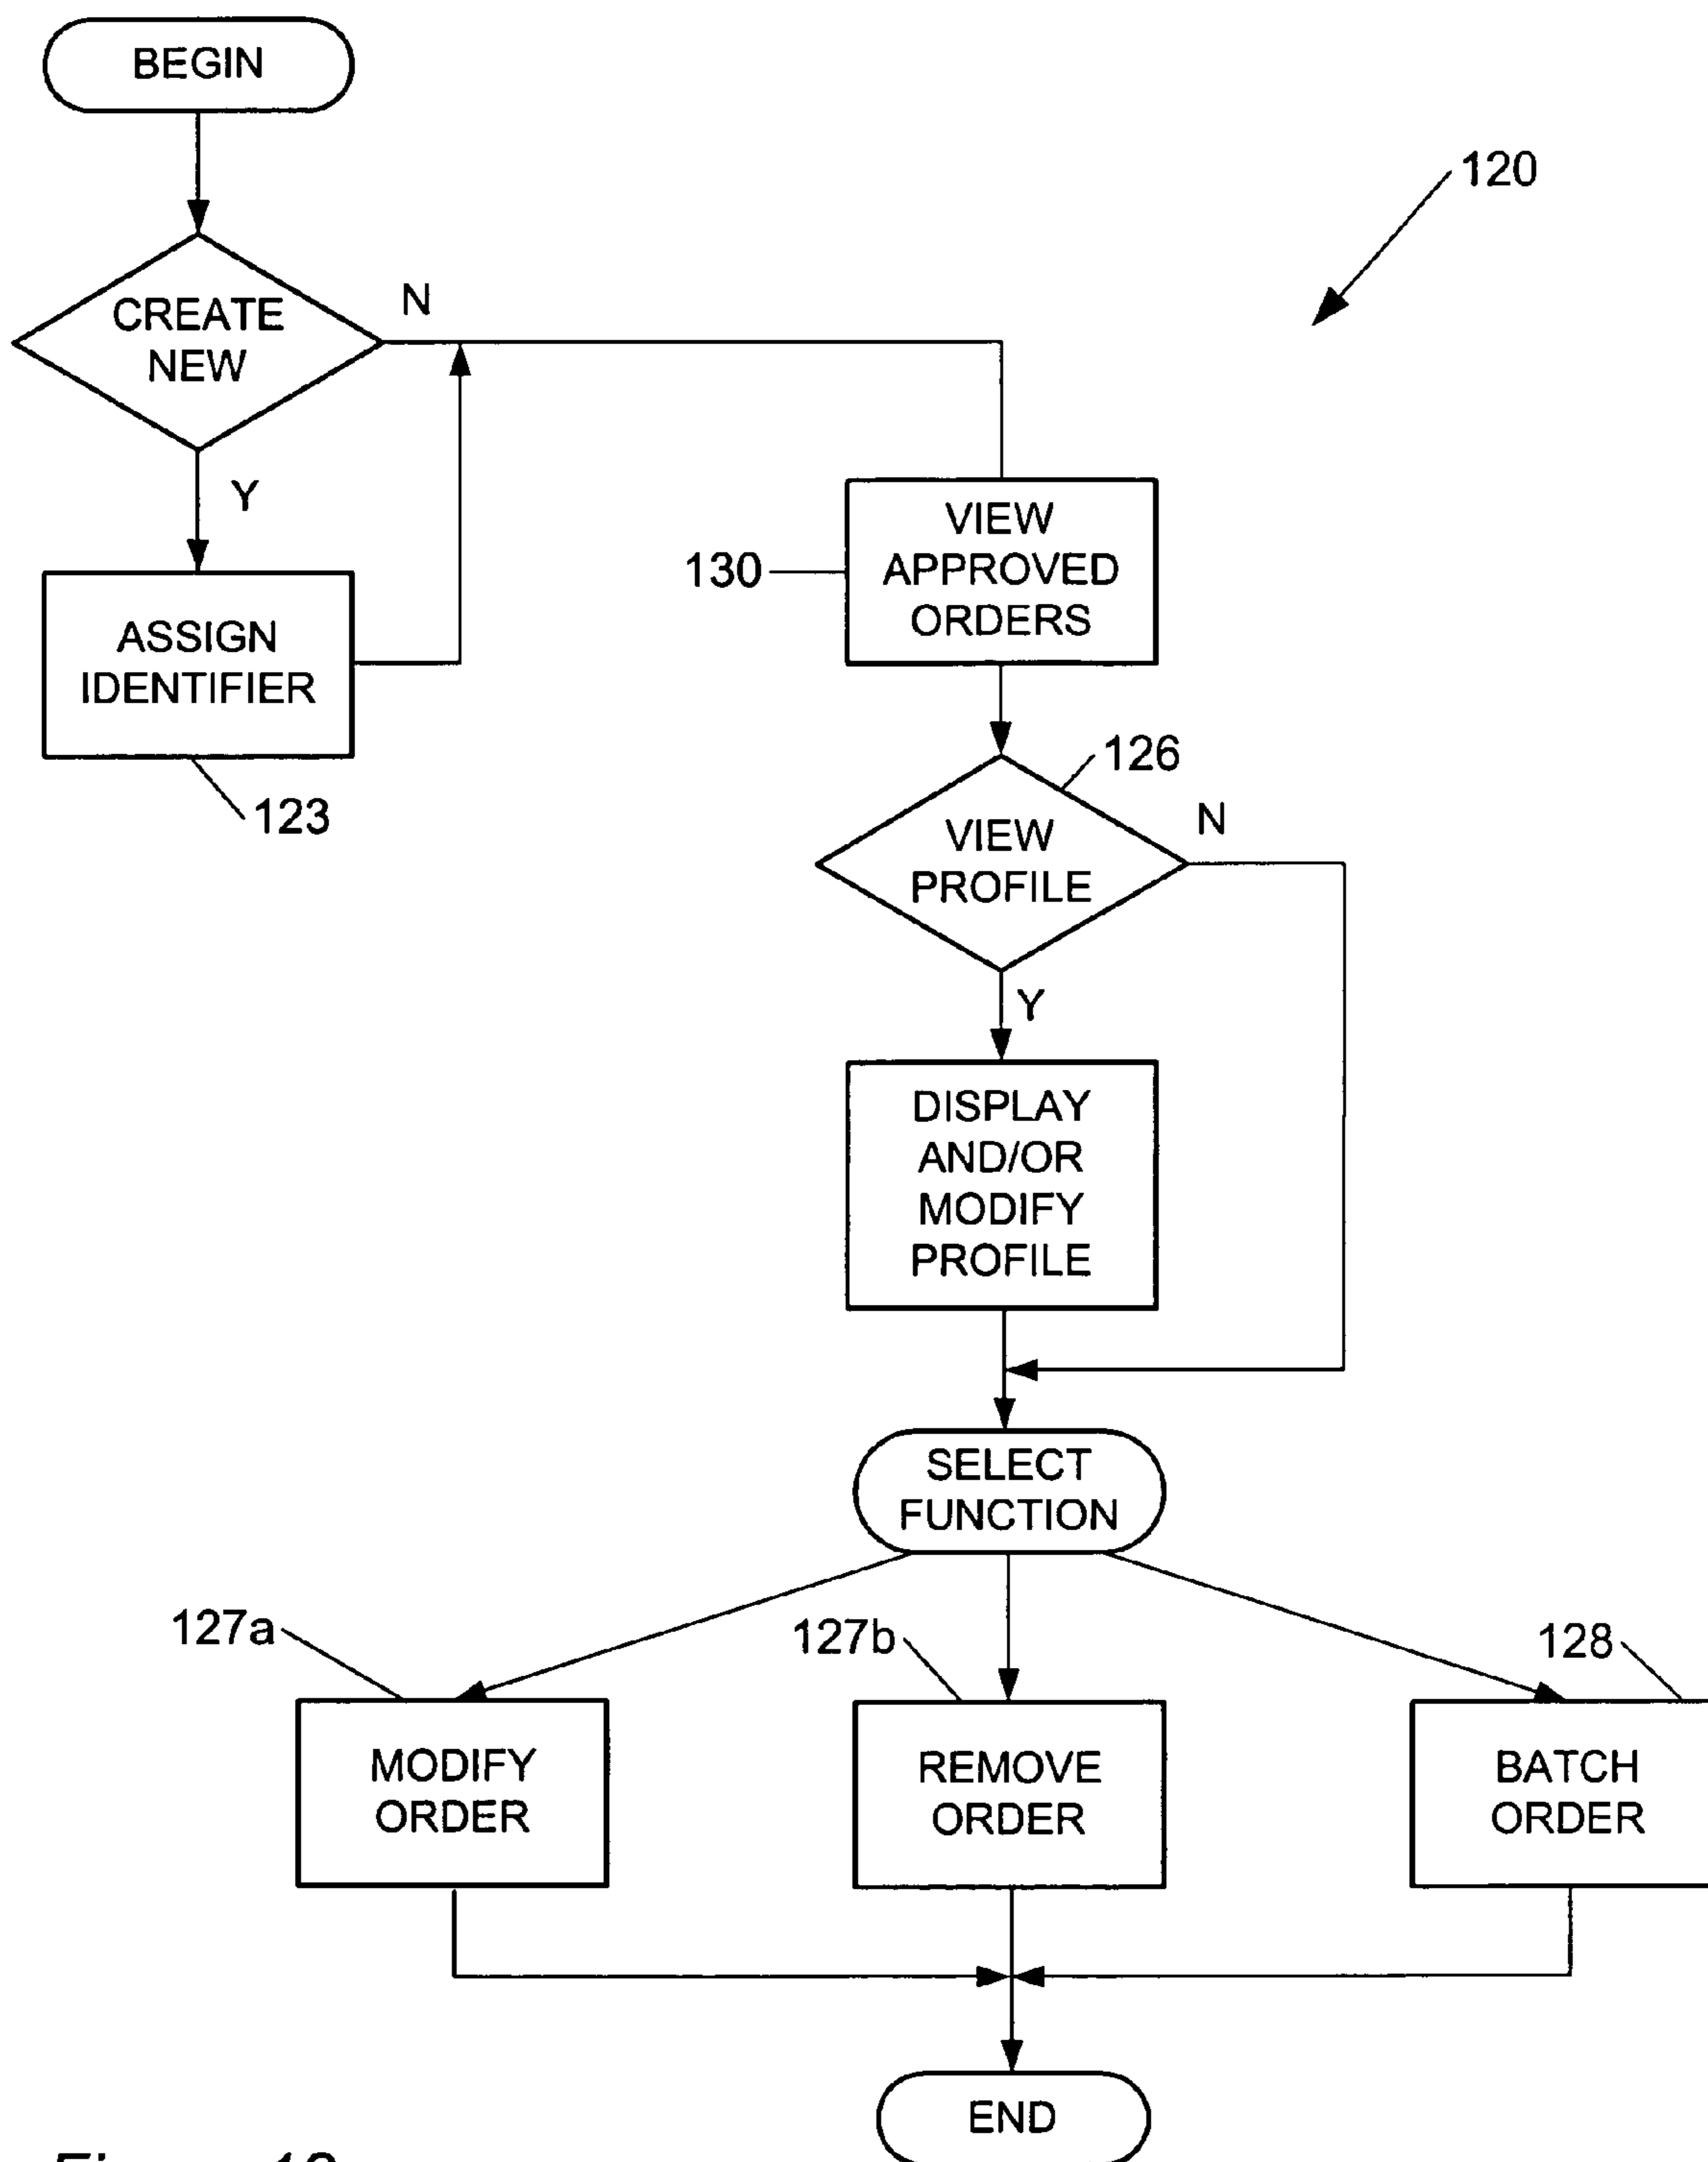 BEGIN
120
CREATE
NEW
N
Y
ASSIGN
IDENTIFIER
123
VIEW
APPROVED
ORDERS
130
126
VIEW
PROFILE
N
Y
DISPLAY
AND/OR
MODIFY
PROFILE
SELECT
FUNCTION
127a
127b
128
MODIFY
ORDER
REMOVE
ORDER
BATCH
ORDER
END